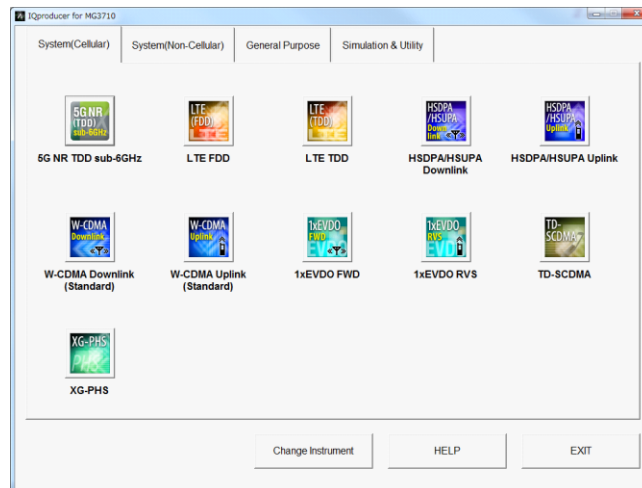 IQproducer for MG3710
System(Cellular) System(Non-Cellular) General Purpose Simulation & Utility
5G NR
(TDD)
sub-6GHz
LTE
(FDD)
LTE
(TDD)
HSDPA
/HSUPA
Down
link
HSDPA
/HSUPA
Uplink
5G NR TDD sub-6GHz LTE FDD LTE TDD HSDPA/HSUPA HSDPA/HSUPA Uplink
Downlink
W-CDMA
Downlink
W-CDMA
Uplink
1xEVDO
FWD
EVDO
1xEVDO
RVS
EVD
TD-
SCDMA
W-CDMA Downlink W-CDMA Uplink 1xEVDO FWD 1xEVDO RVS TD-SCDMA
(Standard) (Standard)
XG-PHS
PHS
XG-PHS
Change Instrument HELP EXIT